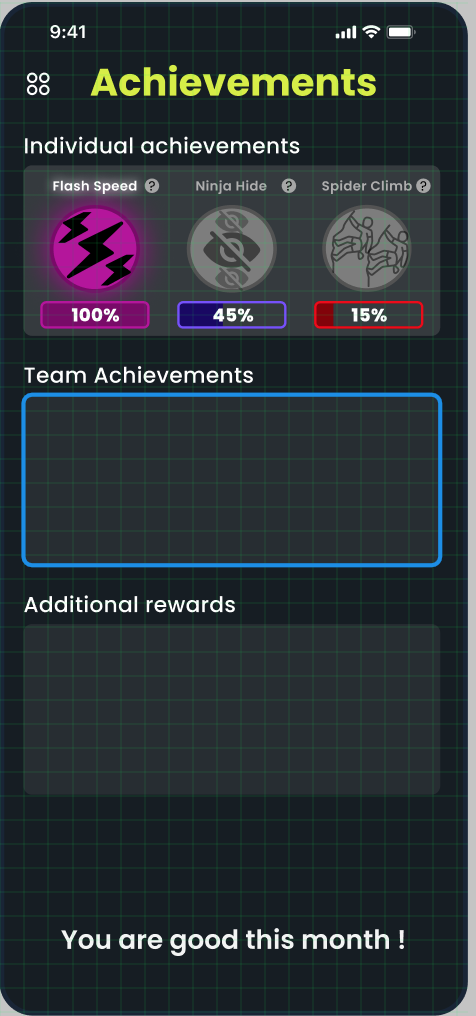 9:41
Achievements
Individual achievements
Flash Speed ? Ninja Hide ? Spider Climb ?
100% 45% 15%
Team Achievements
Additional rewards
You are good this month !